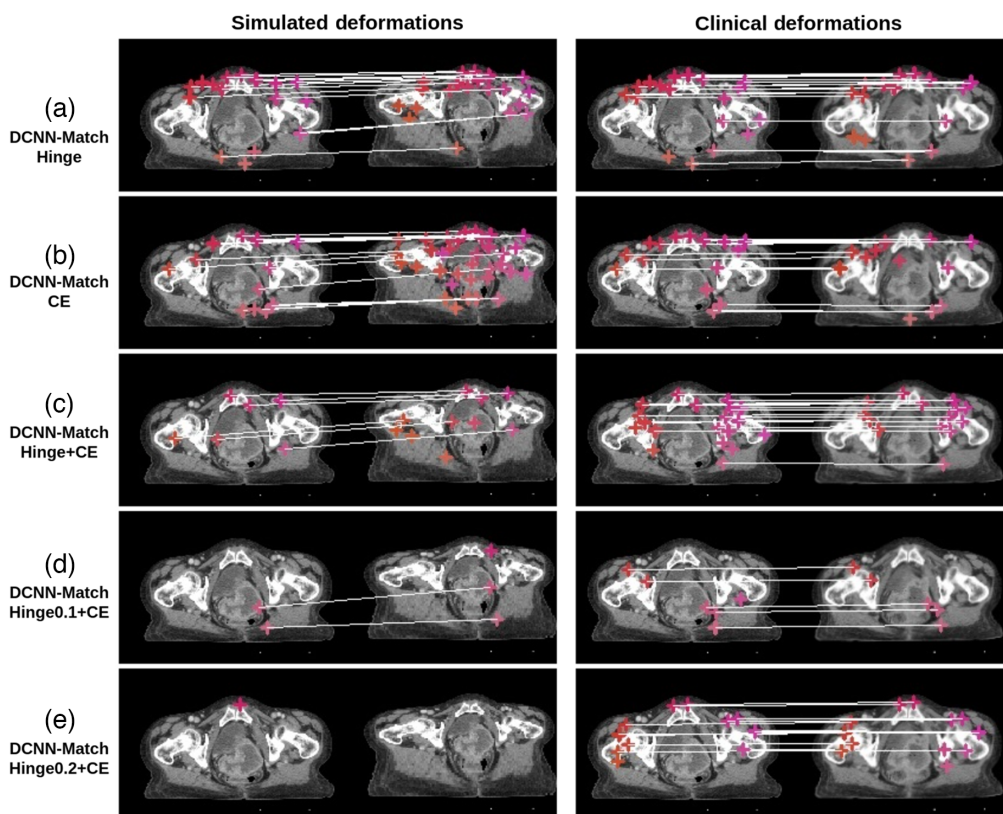 Simulated deformations
Clinical deformations
(a)
DCNN-Match
Hinge
(b)
DCNN-Match
CE
(c)
DCNN-Match
Hinge+CE
(d)
DCNN-Match
Hinge0.1+CE
(e)
DCNN-Match
Hinge0.2+CE